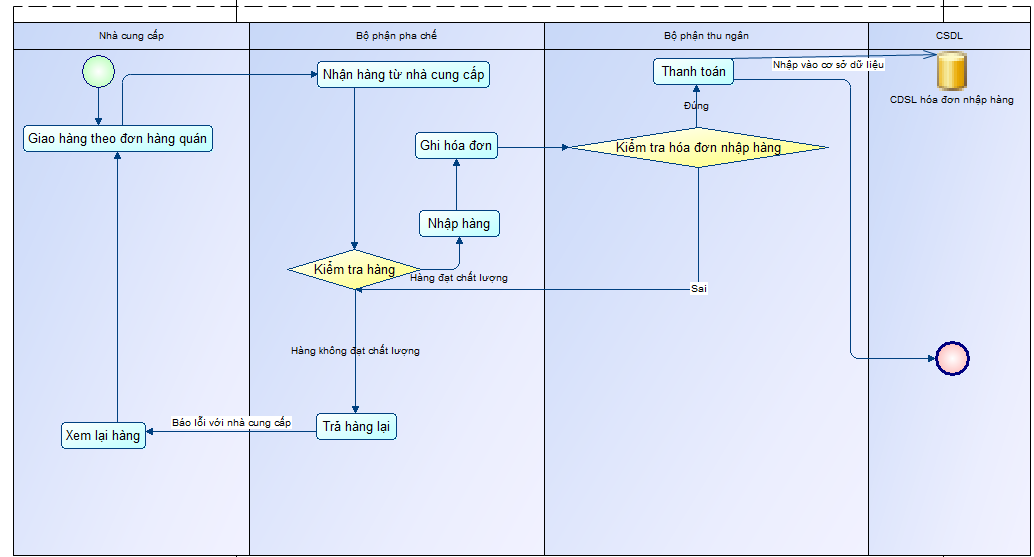 Nhà cung cấp
Bộ phận pha chế
Bộ phận thu ngân
CSDL
Nhận hàng từ nhà cung cấp
Thanh toán
Nhập vào cơ sở dữ liệu
CDSL hóa đơn nhập hàng
Đúng
Giao hàng theo đơn hàng quán
Ghi hóa đơn
Kiểm tra hóa đơn nhập hàng
Nhập hàng
Kiểm tra hàng
Hàng đạt chất lượng
Sai
Hàng không đạt chất lượng
Báo lỗi với nhà cung cấp
Trả hàng lại
Xem lại hàng